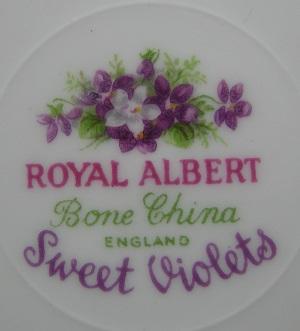 ROYAL ALBERT
Bone China
ENGLAND
Sweet Violets